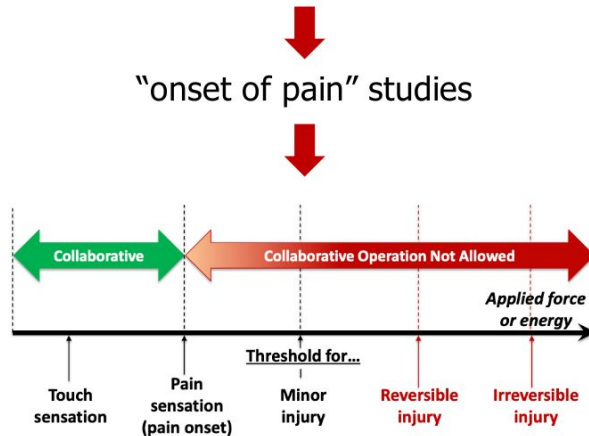 “onset of pain” studies
Collaborative
Collaborative Operation Not Allowed
Applied force
or energy
Threshold for...
Touch
sensation
Pain
sensation
(pain onset)
Minor
injury
Reversible
injury
Irreversible
injury